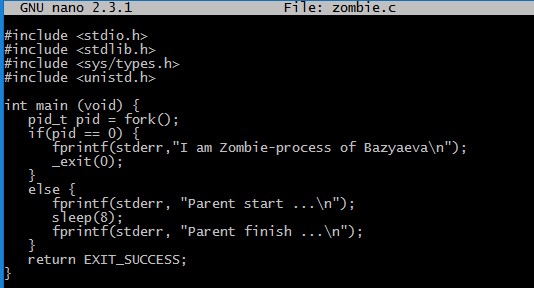 GNU nano 2.3.1 File: zombie.c
#include <stdio.h>
#include <stdlib.h>
#include <sys/types.h>
#include <unistd.h>
int main (void) {
pid_t pid = fork();
if(pid == 0) {
fprintf(stderr,"I am Zombie-process of Bazyaeva\n");
_exit(0);
}
else {
fprintf(stderr, "Parent start ...\n");
sleep(8);
fprintf(stderr, "Parent finish ...\n");
}
return EXIT_SUCCESS;
}